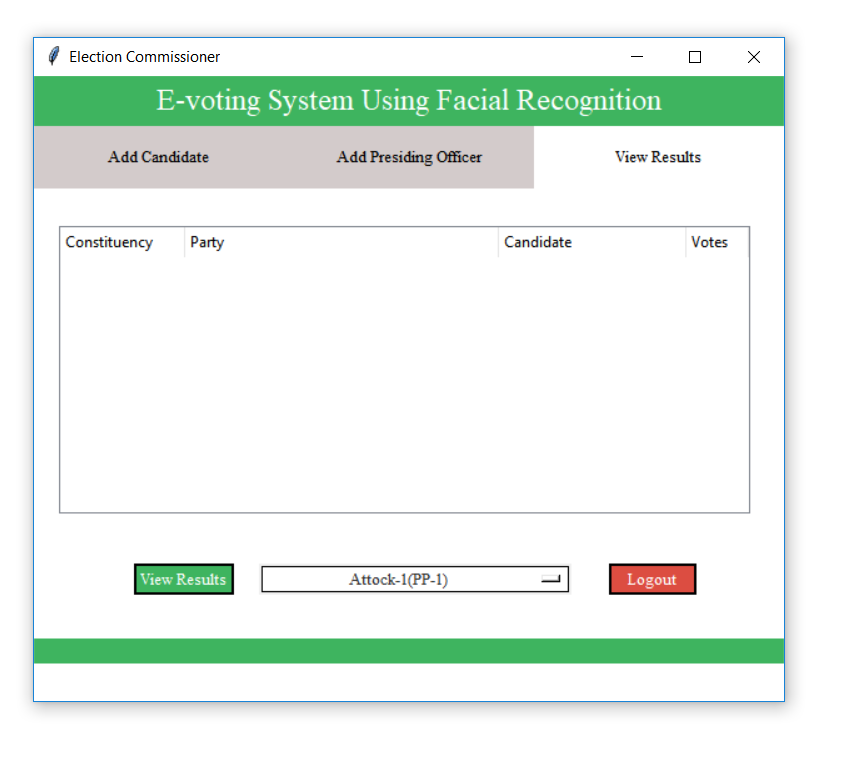 Election Commissioner
E-voting System Using Facial Recognition
Add Candidate Add Presiding Officer View Results
Constituency Party Candidate Votes
View Results Attock-1(PP-1) Logout